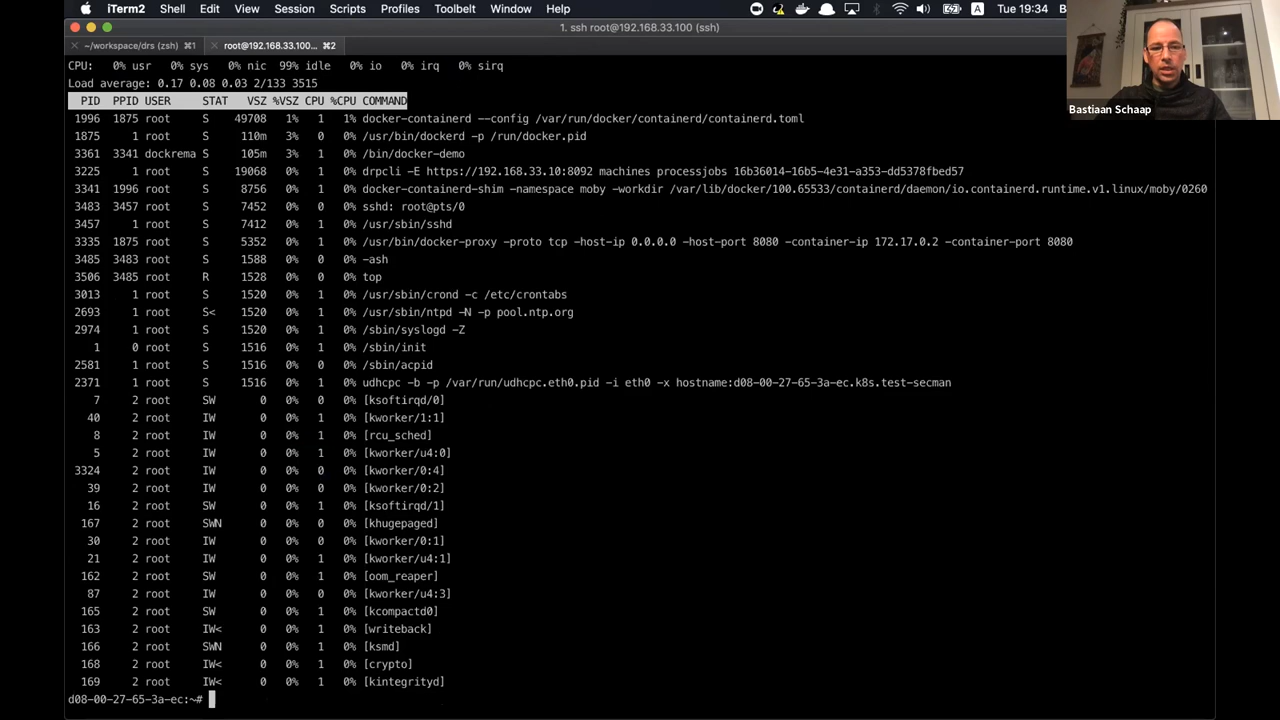 iTerm2 Shell Edit View Session Scripts Profiles Toolbelt Window Help A Fri 19:34
1. ssh root@192.168.33.100 (ssh)
~/workspace/drs (zsh) ⌘1 root@192.168.33.100... ⌘2
Bastiaan Schaap
CPU: 0% usr 0% sys 0% nic 99% idle 0% io 0% irq 0% sirq
Load average: 0.17 0.08 0.03 2/133 3515
PID PPID USER STAT VSZ %VSZ CPU %CPU COMMAND
1996 1875 root S 49708 1% 1 1% docker-containerd --config /var/run/docker/containerd/containerd.toml
1875 1 root S 110m 3% 0 0% /usr/bin/dockerd -p /run/docker.pid
3361 3341 dockrema S 105m 3% 1 0% /bin/docker-demo
3225 1 root S 19068 0% 1 0% drpcli -E https://192.168.33.10:8092 machines processjobs 16b36014-16b5-4e31-a353-dd5378fbed57
3341 1996 root S 8756 0% 1 0% docker-containerd-shim -namespace moby -workdir /var/lib/docker/100.65533/containerd/daemon/io.containerd.runtime.v1.linux/moby/0260
3483 3457 root S 7452 0% 0 0% sshd: root@pts/0
3457 1 root S 7412 0% 1 0% /usr/sbin/sshd
3335 1875 root S 5352 0% 1 0% /usr/bin/docker-proxy -proto tcp -host-ip 0.0.0.0 -host-port 8080 -container-ip 172.17.0.2 -container-port 8080
3485 3483 root S 1588 0% 0 0% -ash
3506 3485 root R 1528 0% 0 0% top
3013 1 root S 1520 0% 1 0% /usr/sbin/crond -c /etc/crontabs
2693 1 root S< 1520 0% 1 0% /usr/sbin/ntpd -N -p pool.ntp.org
2974 1 root S 1520 0% 1 0% /sbin/syslogd -Z
1 0 root S 1516 0% 1 0% /sbin/init
2581 1 root S 1516 0% 0 0% /sbin/acpid
2371 1 root S 1516 0% 1 0% udhcpc -b -p /var/run/udhcpc.eth0.pid -i eth0 -x hostname:d08-00-27-65-3a-ec.k8s.test-secman
7 2 root SW 0 0% 0 0% [ksoftirqd/0]
40 2 root IW 0 0% 1 0% [kworker/1:1]
8 2 root IW 0 0% 1 0% [rcu_sched]
5 2 root IW 0 0% 1 0% [kworker/u4:0]
3324 2 root IW 0 0% 0 0% [kworker/0:4]
39 2 root IW 0 0% 0 0% [kworker/0:2]
16 2 root SW 0 0% 1 0% [ksoftirqd/1]
167 2 root SWN 0 0% 0 0% [khugepaged]
30 2 root IW 0 0% 0 0% [kworker/0:1]
21 2 root IW 0 0% 1 0% [kworker/u4:1]
162 2 root SW 0 0% 1 0% [oom_reaper]
87 2 root IW 0 0% 0 0% [kworker/u4:3]
165 2 root SW 0 0% 1 0% [kcompactd0]
163 2 root IW< 0 0% 1 0% [writeback]
166 2 root SWN 0 0% 1 0% [ksmd]
168 2 root IW< 0 0% 1 0% [crypto]
169 2 root IW< 0 0% 1 0% [kintegrityd]
d08-00-27-65-3a-ec:~#